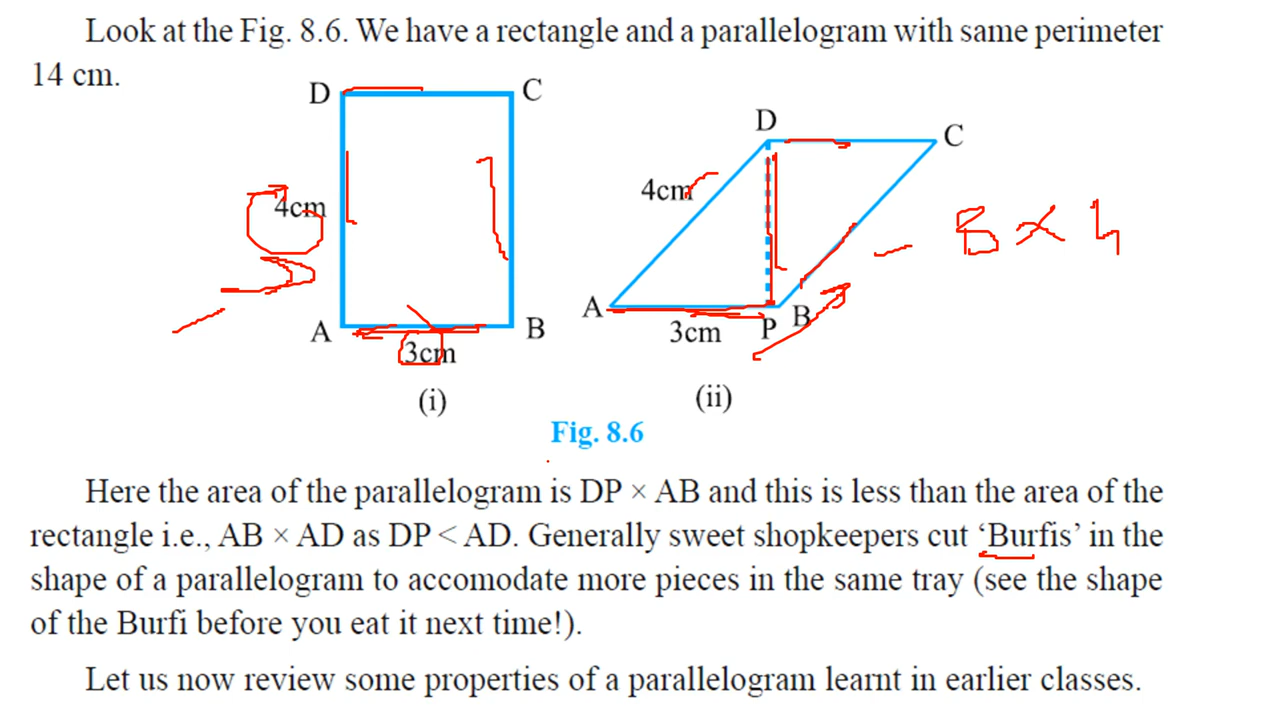 Look at the Fig. 8.6. We have a rectangle and a parallelogram with same perimeter
14 cm.
D
C
4cm
A
B
3cm
(i)
D
C
4cm
A
B
3cm
P
(ii)
B × h
Fig. 8.6
Here the area of the parallelogram is DP × AB and this is less than the area of the
rectangle i.e., AB × AD as DP < AD. Generally sweet shopkeepers cut ‘Burfis’ in the
shape of a parallelogram to accomodate more pieces in the same tray (see the shape
of the Burfi before you eat it next time!).
Let us now review some properties of a parallelogram learnt in earlier classes.